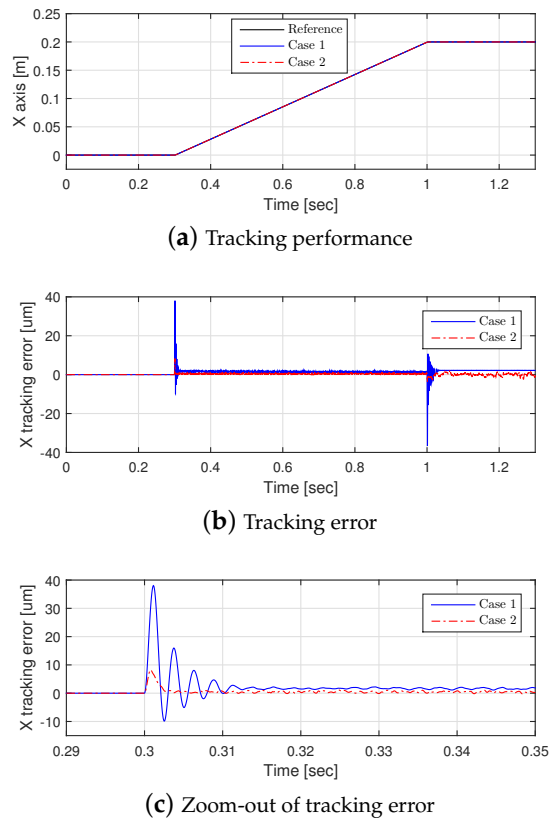 0.25
0.2
0.15
0.1
0.05
0
X axis [m]
Reference
Case 1
Case 2
0 0.2 0.4 0.6 0.8 1 1.2
Time [sec]
(a) Tracking performance
40
20
0
-20
-40
X tracking error [um]
Case 1
Case 2
0 0.2 0.4 0.6 0.8 1 1.2
Time [sec]
(b) Tracking error
40
30
20
10
0
-10
X tracking error [um]
Case 1
Case 2
0.29 0.3 0.31 0.32 0.33 0.34 0.35
Time [sec]
(c) Zoom-out of tracking error